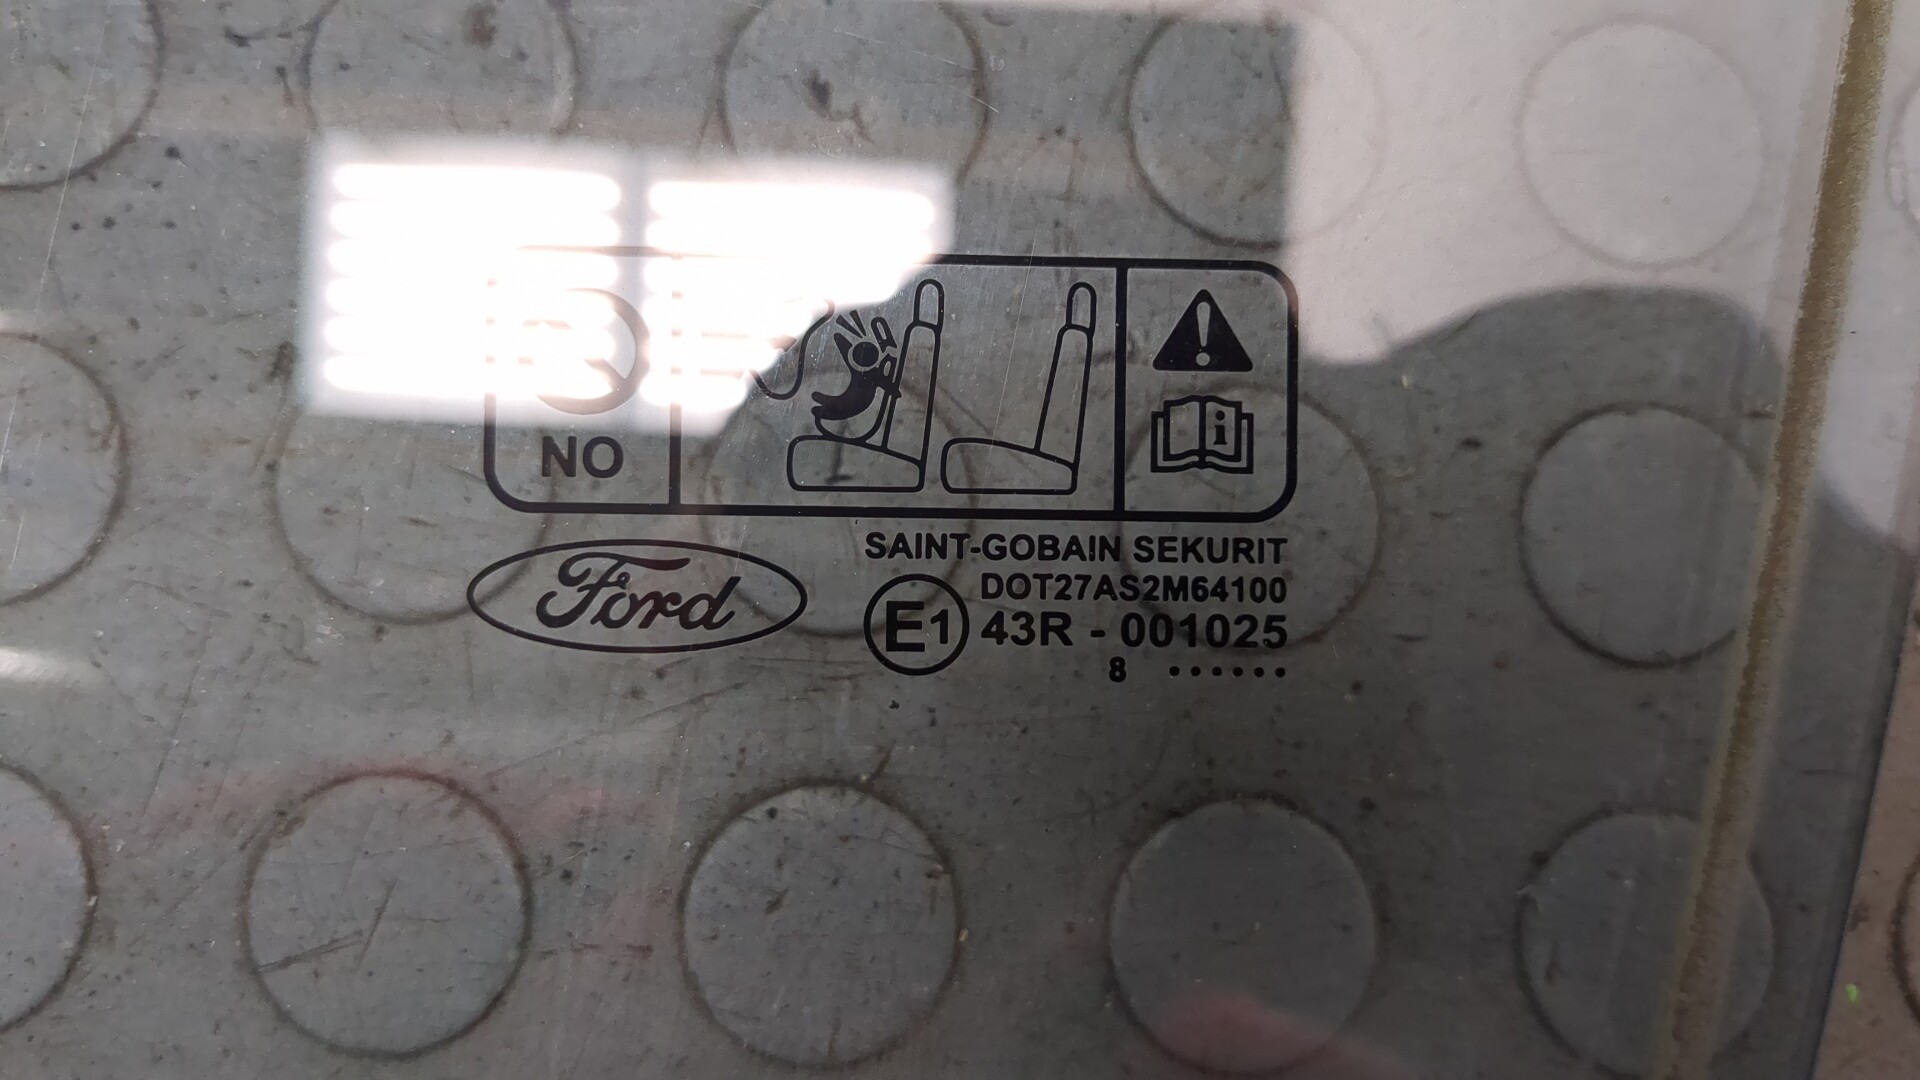 NO
Ford
SAINT-GOBAIN SEKURIT
DOT27AS2M64100
E1 43R - 001025
8 ······